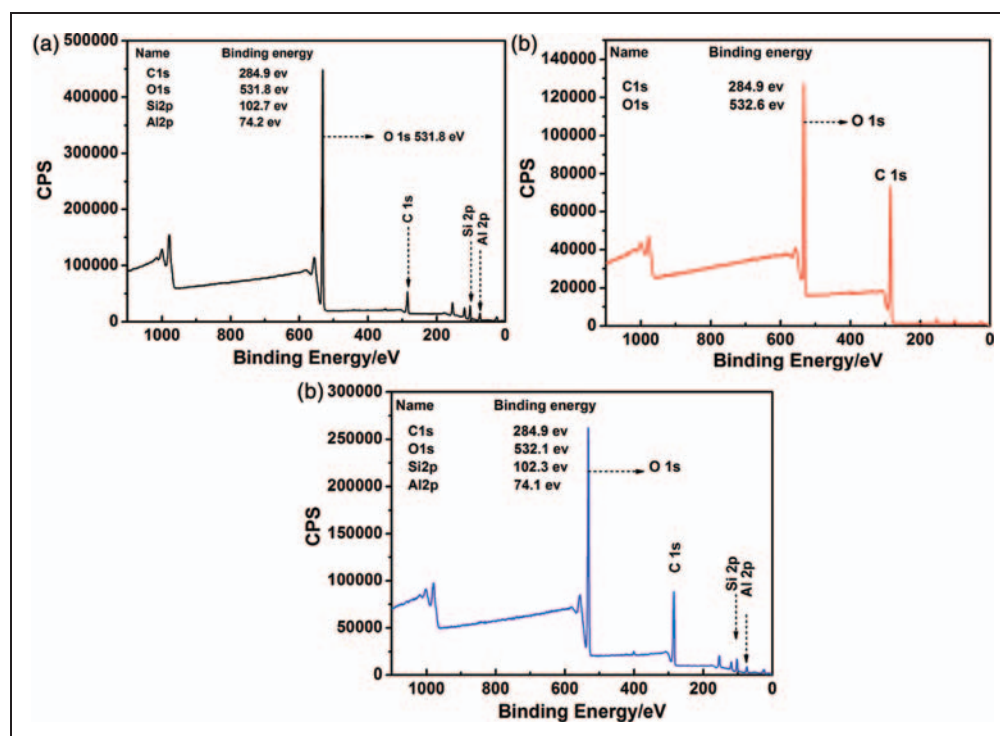 (a)
500000
400000
300000
200000
100000
0
CPS
Name Binding energy
C1s 284.9 ev
O1s 531.8 ev
Si2p 102.7 ev
Al2p 74.2 ev
O 1s 531.8 eV
C 1s
Si 2p
Al 2p
1000 800 600 400 200 0
Binding Energy/eV
(b)
140000
120000
100000
80000
60000
40000
20000
0
CPS
Name Binding energy
C1s 284.9 ev
O1s 532.6 ev
O 1s
C 1s
1000 800 600 400 200 0
Binding Energy/eV
(b)
300000
250000
200000
150000
100000
50000
0
CPS
Name Binding energy
C1s 284.9 ev
O1s 532.1 ev
Si2p 102.3 ev
Al2p 74.1 ev
O 1s
C 1s
Si 2p
Al 2p
1000 800 600 400 200 0
Binding Energy/eV